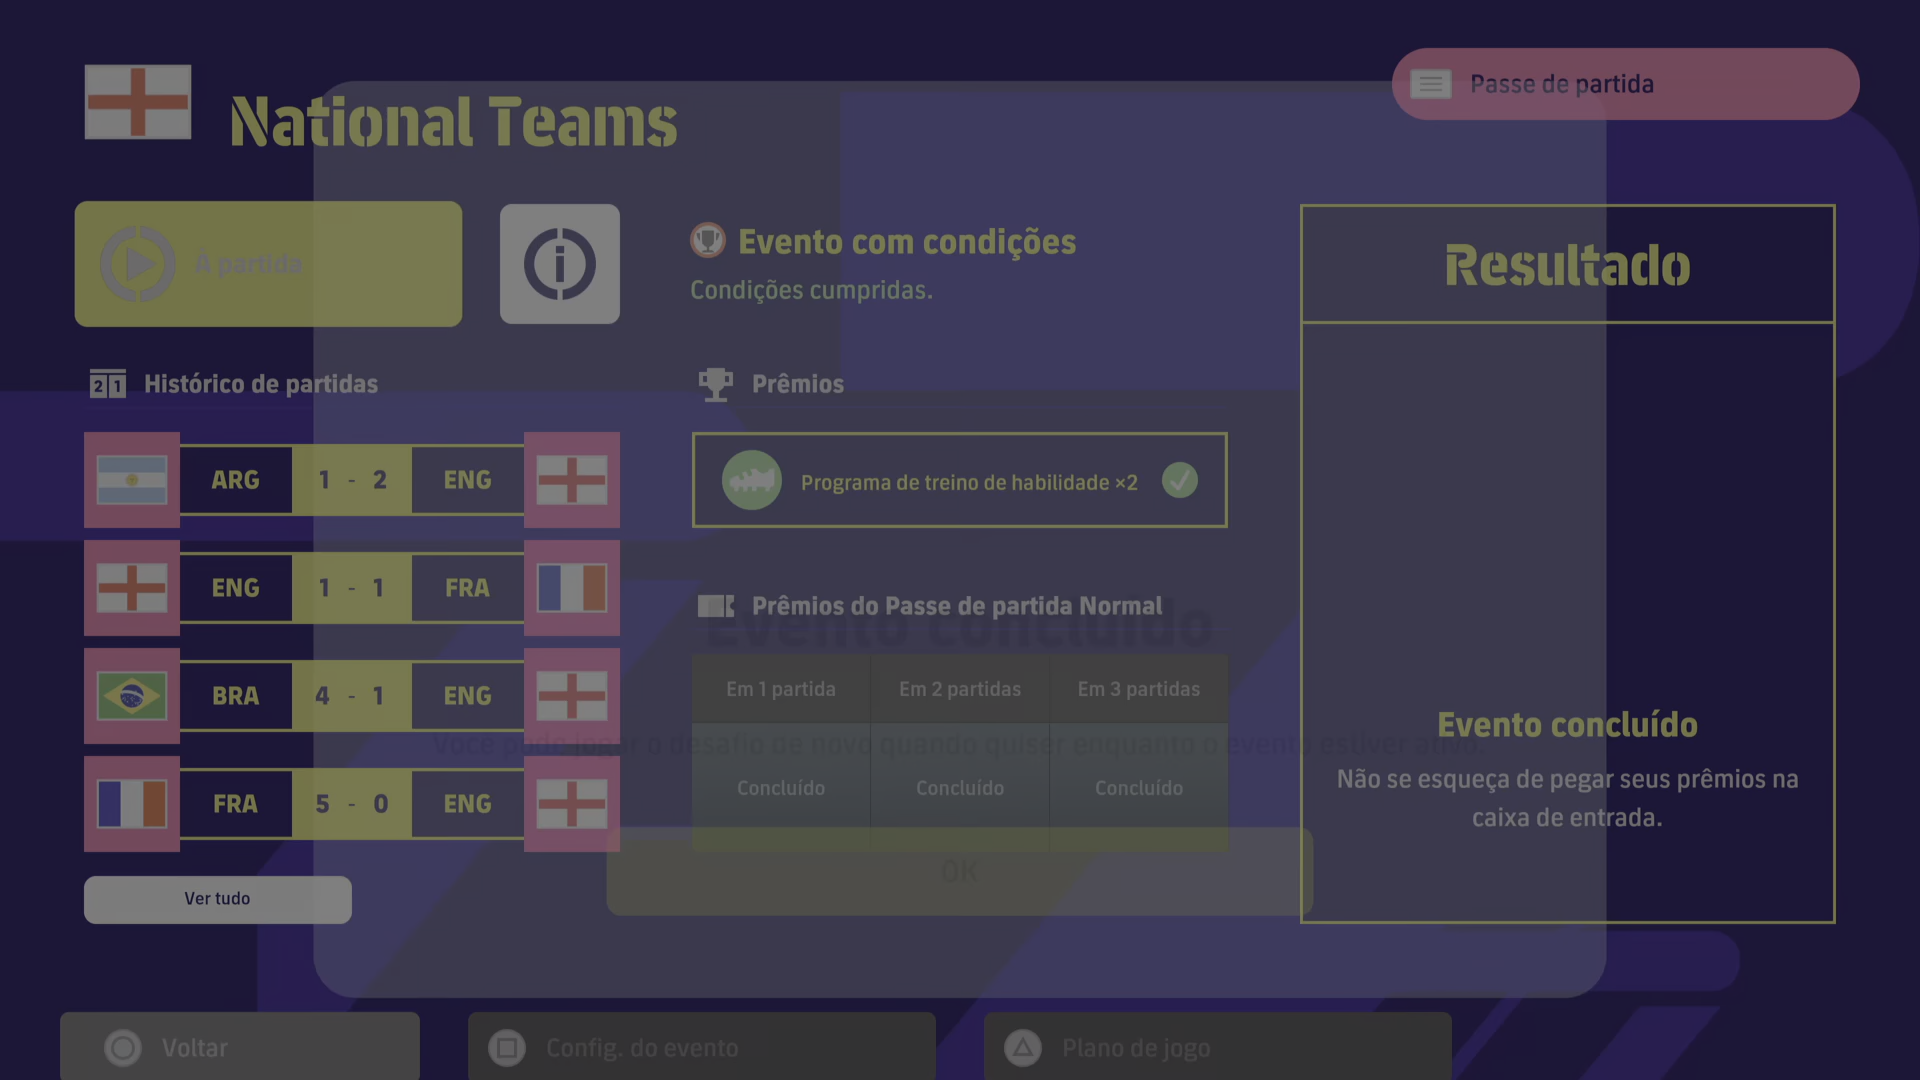 National Teams
Passe de partida
À partida
Evento com condições
Condições cumpridas.
Resultado
21 Histórico de partidas
Prêmios
ARG 1 - 2 ENG
Programa de treino de habilidade ×2
ENG 1 - 1 FRA
Prêmios do Passe de partida Normal
Evento concluído
BRA 4 - 1 ENG
Em 1 partida Em 2 partidas Em 3 partidas
Você pode jogar o desafio de novo quando quiser enquanto o evento estiver ativo.
FRA 5 - 0 ENG
Concluído Concluído Concluído
Evento concluído
Não se esqueça de pegar seus prêmios na
caixa de entrada.
OK
Ver tudo
Voltar
Config. do evento
Plano de jogo